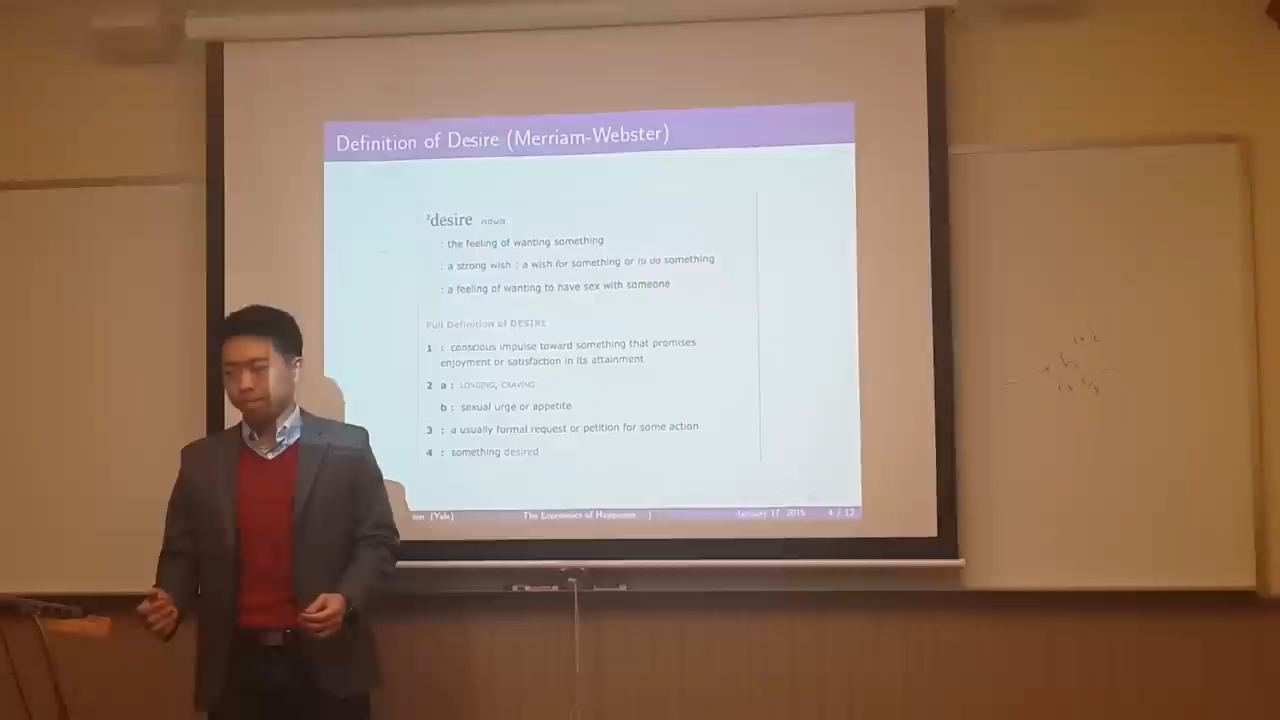 Definition of Desire (Merriam-Webster)
²desire noun
: the feeling of wanting something
: a strong wish : a wish for something or to do something
: a feeling of wanting to have sex with someone
Full Definition of DESIRE
1 : conscious impulse toward something that promises
enjoyment or satisfaction in its attainment
2 a : LONGING, CRAVING
b : sexual urge or appetite
3 : a usually formal request or petition for some action
4 : something desired
(Yale) The Economics of Happiness January 17, 2015 4 / 12